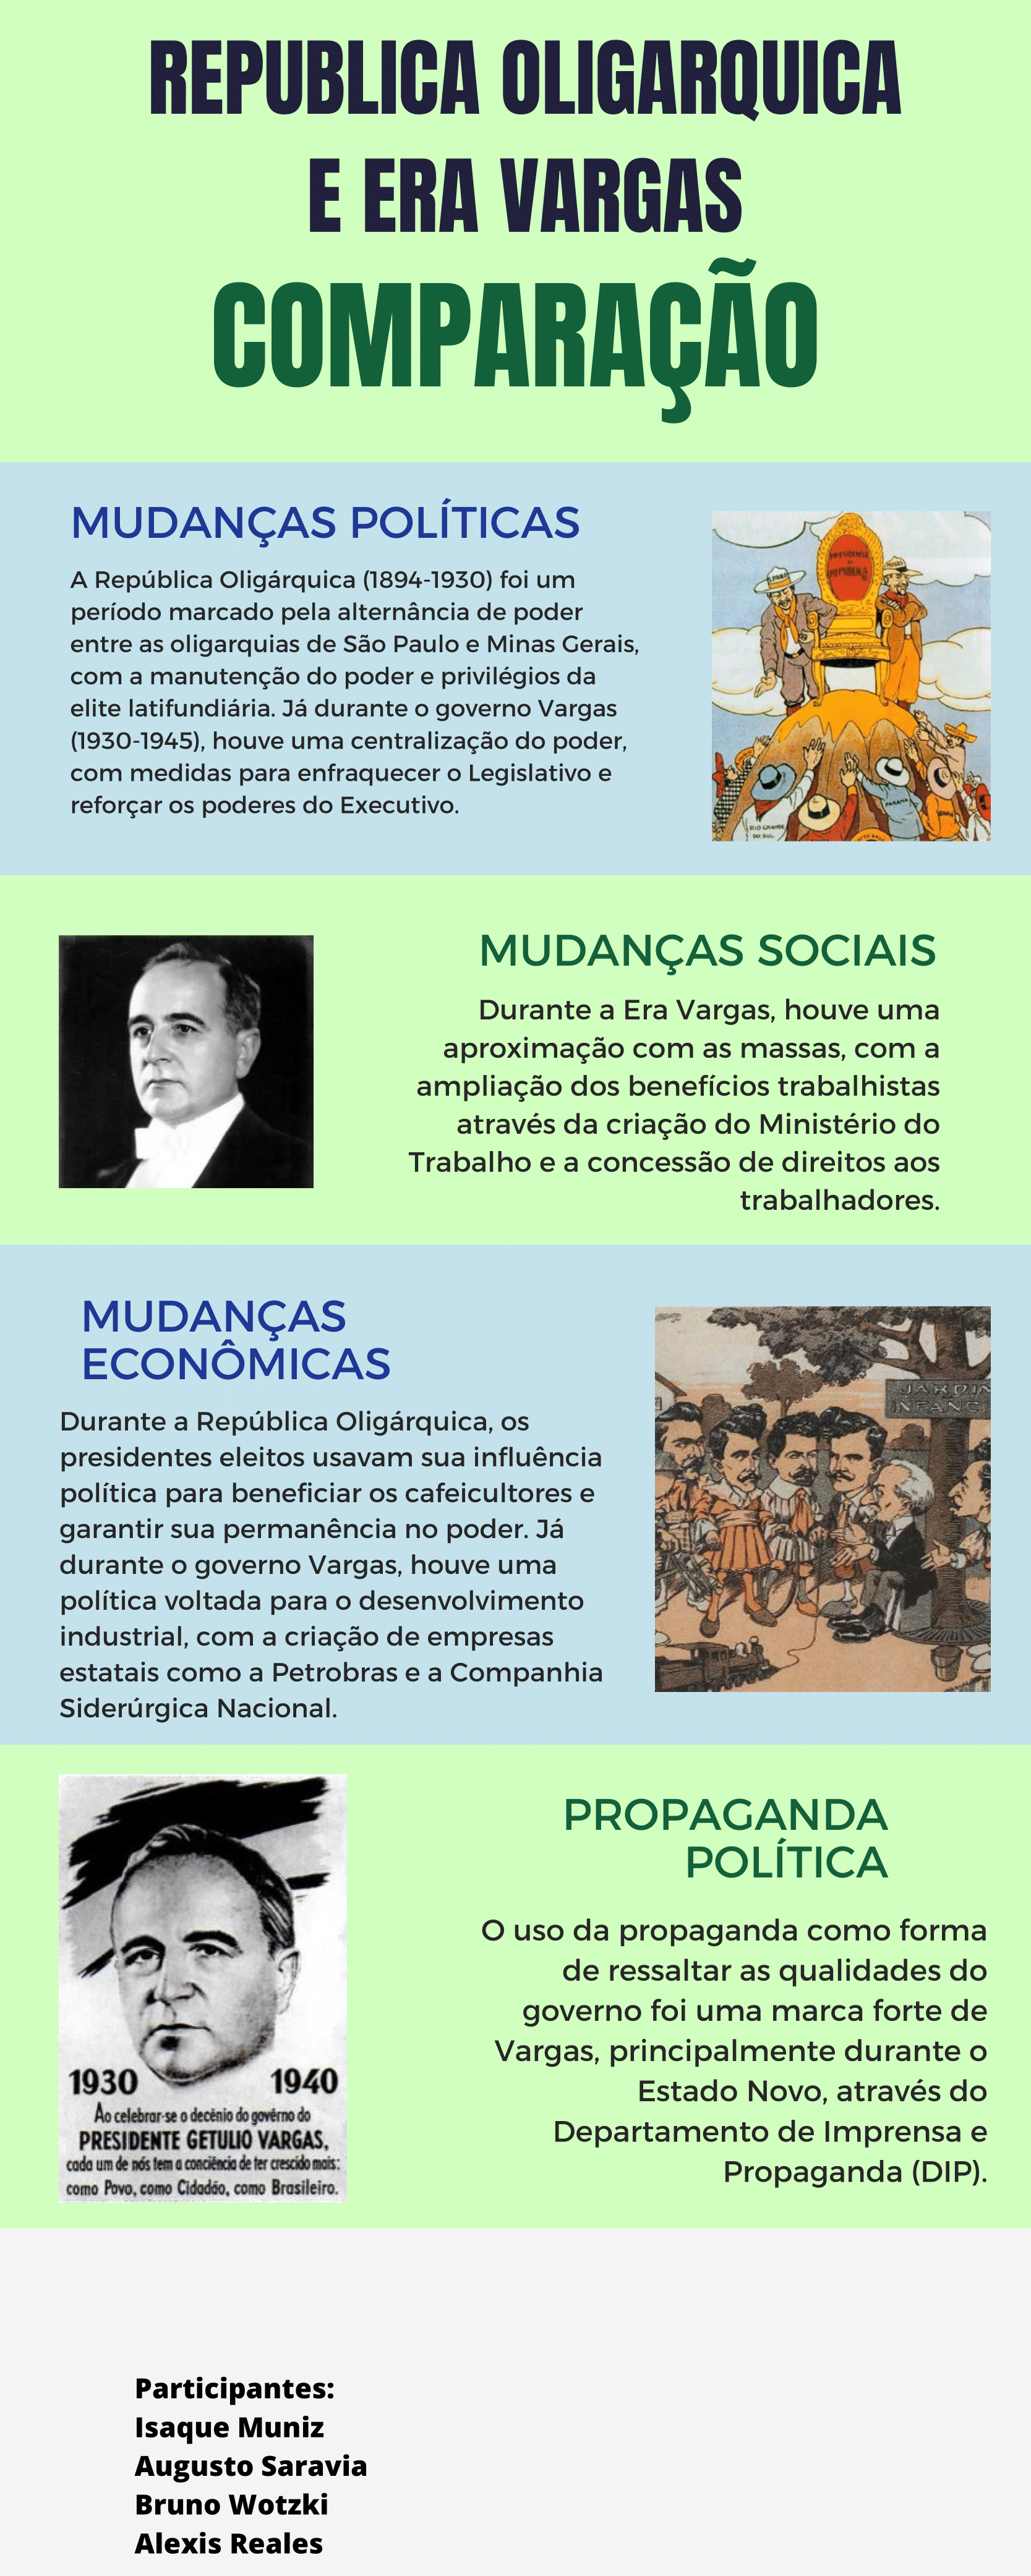 REPUBLICA OLIGARQUICA
E ERA VARGAS
COMPARAÇÃO
MUDANÇAS POLÍTICAS
A República Oligárquica (1894-1930) foi um
período marcado pela alternância de poder
entre as oligarquias de São Paulo e Minas Gerais,
com a manutenção do poder e privilégios da
elite latifundiária. Já durante o governo Vargas
(1930-1945), houve uma centralização do poder,
com medidas para enfraquecer o Legislativo e
reforçar os poderes do Executivo.
PRESIDENCIA
DA
REPUBLICA
S. PAULO
MINAS
RIO GRANDE
DO SUL
PARANÁ
MUDANÇAS SOCIAIS
Durante a Era Vargas, houve uma
aproximação com as massas, com a
ampliação dos benefícios trabalhistas
através da criação do Ministério do
Trabalho e a concessão de direitos aos
trabalhadores.
MUDANÇAS
ECONÔMICAS
Durante a República Oligárquica, os
presidentes eleitos usavam sua influência
política para beneficiar os cafeicultores e
garantir sua permanência no poder. Já
durante o governo Vargas, houve uma
política voltada para o desenvolvimento
industrial, com a criação de empresas
estatais como a Petrobras e a Companhia
Siderúrgica Nacional.
JARDIN
INFANCI
PROPAGANDA
POLÍTICA
O uso da propaganda como forma
de ressaltar as qualidades do
governo foi uma marca forte de
Vargas, principalmente durante o
Estado Novo, através do
Departamento de Imprensa e
Propaganda (DIP).
1930 1940
Ao celebrar-se o decênio do govêrno do
PRESIDENTE GETULIO VARGAS,
cada um de nós tem a conciência de ter crescido mais:
como Povo, como Cidadão, como Brasileiro.
Participantes:
Isaque Muniz
Augusto Saravia
Bruno Wotzki
Alexis Reales